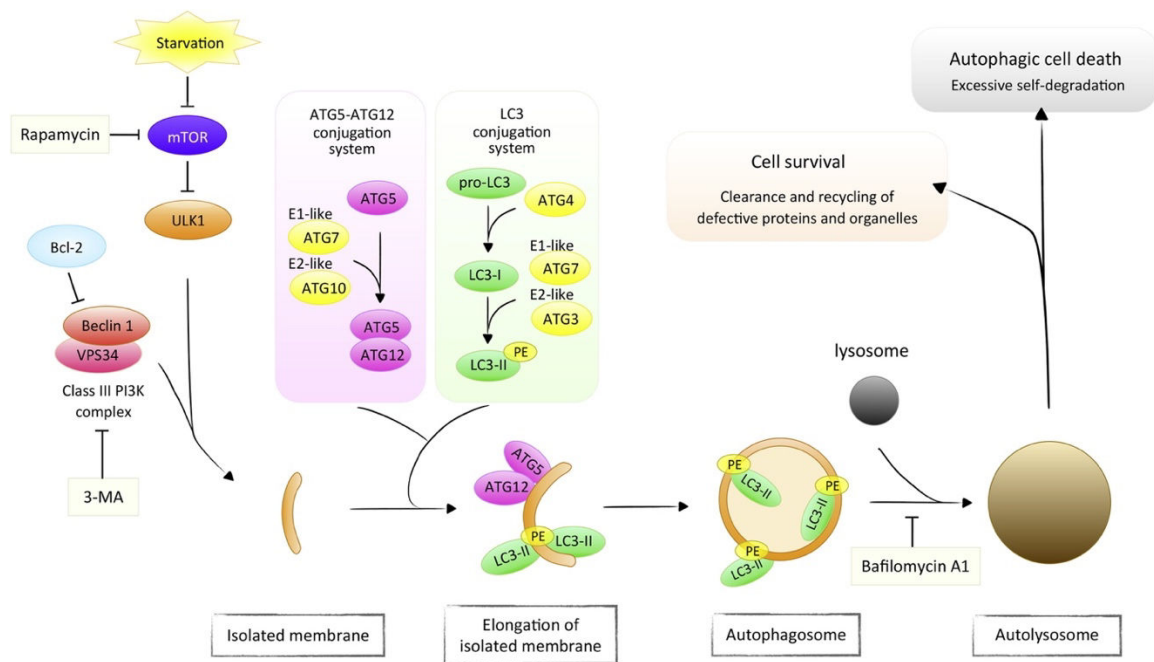 Starvation
Rapamycin
mTOR
ULK1
Bcl-2
Beclin 1
VPS34
Class III PI3K
complex
3-MA
ATG5-ATG12
conjugation
system
ATG5
E1-like
ATG7
E2-like
ATG10
ATG5
ATG12
LC3
conjugation
system
pro-LC3
ATG4
LC3-I
E1-like
ATG7
E2-like
ATG3
LC3-II
PE
Autophagic cell death
Excessive self-degradation
Cell survival
Clearance and recycling of
defective proteins and organelles
lysosome
ATG5
ATG12
PE
LC3-II
LC3-II
PE
LC3-II
PE
LC3-II
PE
LC3-II
Bafilomycin A1
Isolated membrane
Elongation of
isolated membrane
Autophagosome
Autolysosome